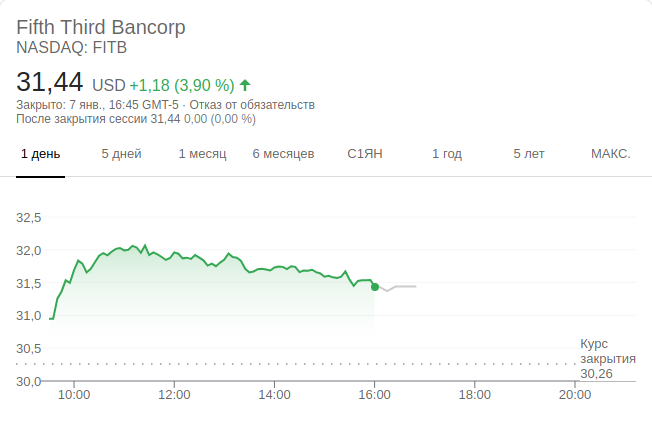 Fifth Third Bancorp
NASDAQ: FITB
31,44 USD +1,18 (3,90 %)
Закрыто: 7 янв., 16:45 GMT-5 · Отказ от обязательств
После закрытия сессии 31,44 0,00 (0,00 %)
1 день 5 дней 1 месяц 6 месяцев С1ЯН 1 год 5 лет МАКС.
32,5
32,0
31,5
31,0
30,5
30,0
Курс
закрытия
30,26
10:00 12:00 14:00 16:00 18:00 20:00